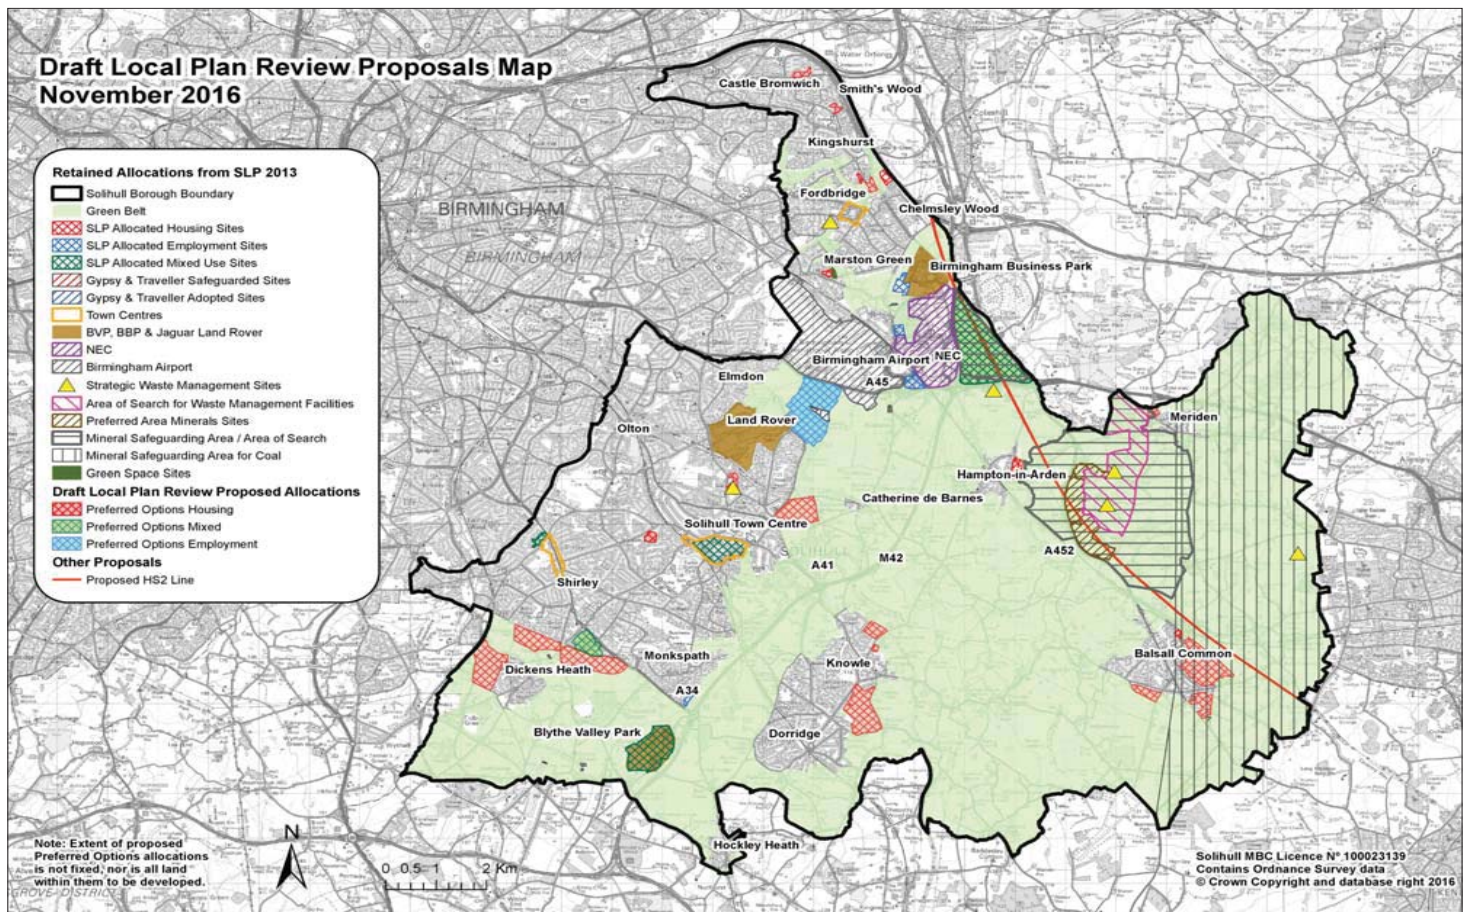 Draft Local Plan Review Proposals Map
November 2016
Retained Allocations from SLP 2013
Solihull Borough Boundary
Green Belt
SLP Allocated Housing Sites
SLP Allocated Employment Sites
SLP Allocated Mixed Use Sites
Gypsy & Traveller Safeguarded Sites
Gypsy & Traveller Adopted Sites
Town Centres
BVP, BBP & Jaguar Land Rover
NEC
Birmingham Airport
Strategic Waste Management Sites
Area of Search for Waste Management Facilities
Preferred Area Minerals Sites
Mineral Safeguarding Area / Area of Search
Mineral Safeguarding Area for Coal
Green Space Sites
Draft Local Plan Review Proposed Allocations
Preferred Options Housing
Preferred Options Mixed
Preferred Options Employment
Other Proposals
Proposed HS2 Line
BIRMINGHAM
BIRMINGHAM
Castle Bromwich
Smith's Wood
Kingshurst
Fordbridge
Chelmsley Wood
Marston Green
Birmingham Business Park
Birmingham Airport
NEC
A45
Elmdon
Land Rover
Olton
Meriden
Hampton-in-Arden
Catherine de Barnes
Solihull Town Centre
SOLIHULL
A41
M42
A452
Shirley
Balsall Common
Monkspath
Knowle
Dickens Heath
A34
Blythe Valley Park
Dorridge
Hockley Heath
Note: Extent of proposed
Preferred Options allocations
is not fixed, nor is all land
within them to be developed.
N
0 0.5 1 2 Km
Solihull MBC Licence Nº 100023139
Contains Ordnance Survey data
© Crown Copyright and database right 2016